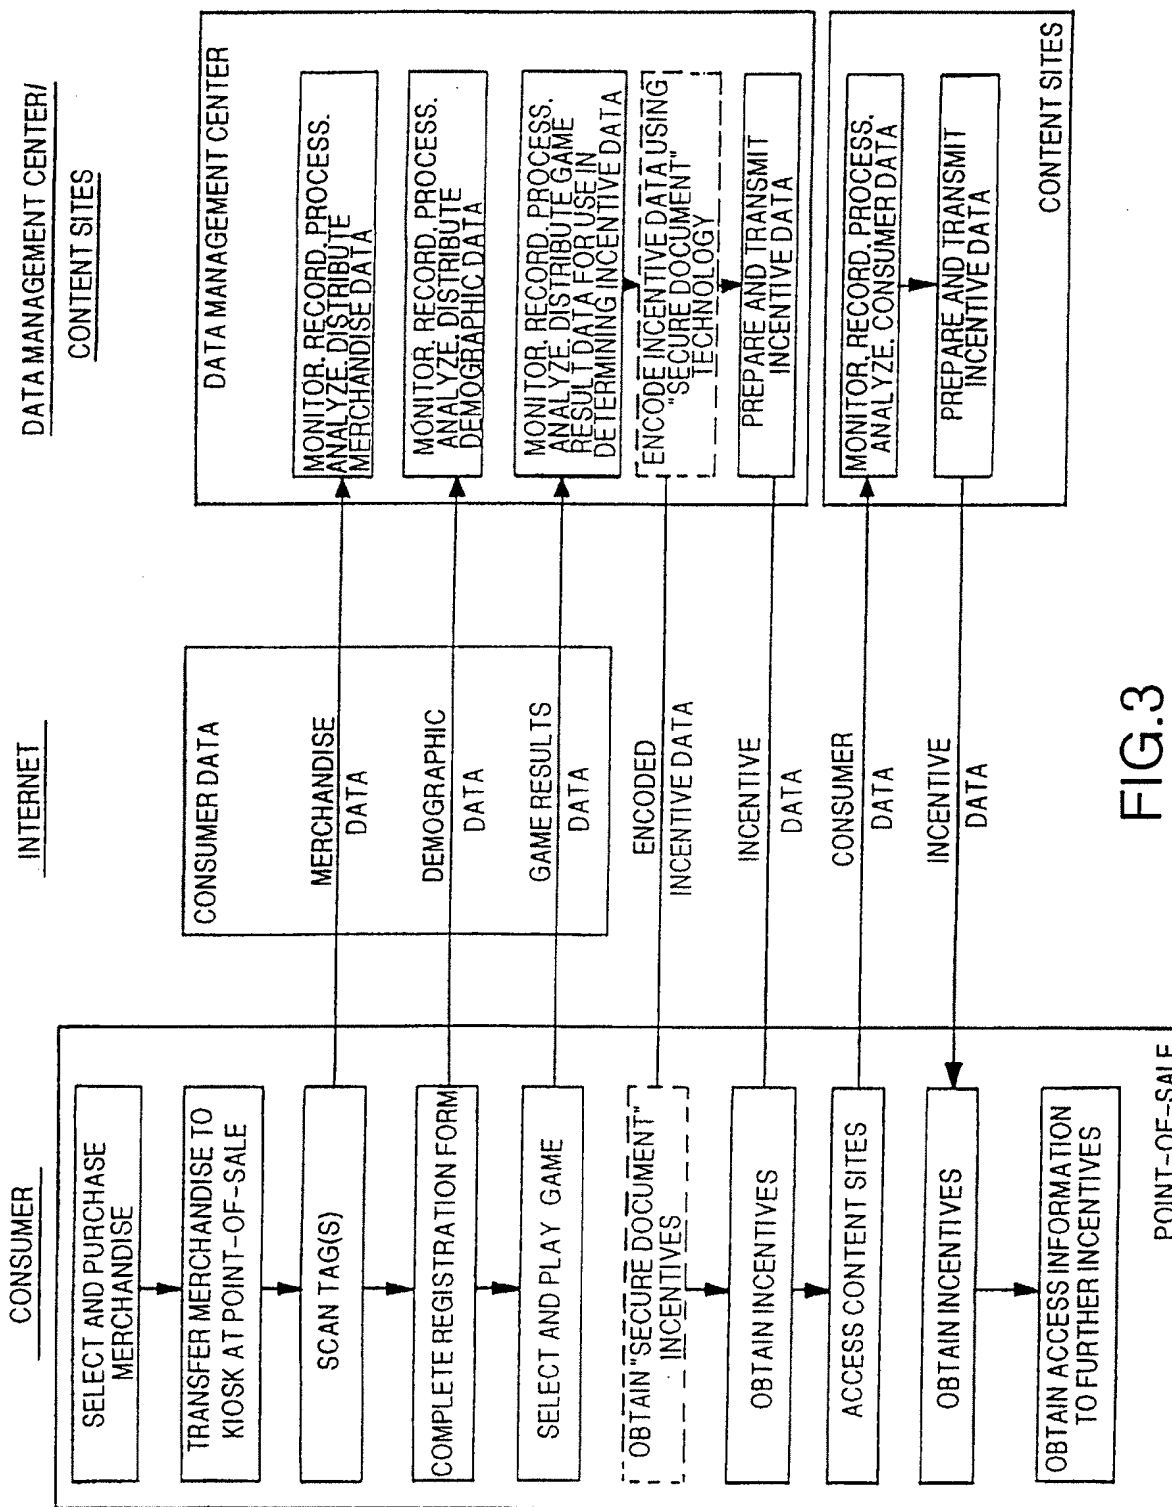 CONSUMER
SELECT AND PURCHASE
MERCHANDISE
TRANSFER MERCHANDISE TO
KIOSK AT POINT-OF-SALE
SCAN TAG(S)
COMPLETE REGISTRATION FORM
SELECT AND PLAY GAME
OBTAIN "SECURE DOCUMENT"
INCENTIVES
OBTAIN INCENTIVES
ACCESS CONTENT SITES
OBTAIN INCENTIVES
OBTAIN ACCESS INFORMATION
TO FURTHER INCENTIVES
POINT-OF-SALE
INTERNET
CONSUMER DATA
MERCHANDISE
DATA
DEMOGRAPHIC
DATA
GAME RESULTS
DATA
ENCODED
INCENTIVE DATA
INCENTIVE
DATA
CONSUMER
DATA
INCENTIVE
DATA
DATA MANAGEMENT CENTER/
CONTENT SITES
DATA MANAGEMENT CENTER
MONITOR, RECORD, PROCESS,
ANALYZE, DISTRIBUTE
MERCHANDISE DATA
MONITOR, RECORD, PROCESS
ANALYZE, DISTRIBUTE
DEMOGRAPHIC DATA
MONITOR, RECORD, PROCESS,
ANALYZE, DISTRIBUTE GAME
RESULT DATA FOR USE IN
DETERMINING INCENTIVE DATA
ENCODE INCENTIVE DATA USING
"SECURE DOCUMENT"
TECHNOLOGY
PREPARE AND TRANSMIT
INCENTIVE DATA
MONITOR, RECORD, PROCESS,
ANALYZE, CONSUMER DATA
PREPARE AND TRANSMIT
INCENTIVE DATA
CONTENT SITES
FIG.3